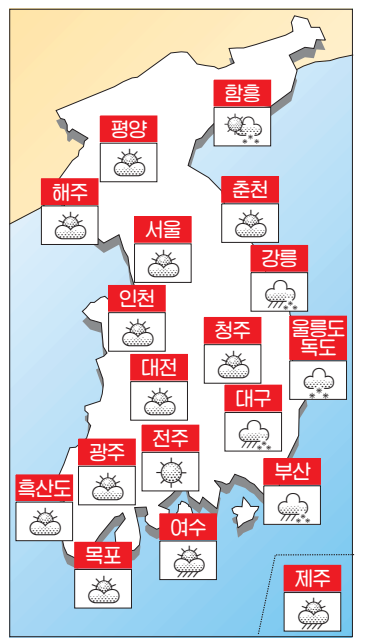 함흥
평양
해주
춘천
서울
강릉
인천
청주
울릉도
독도
대전
대구
전주
광주
부산
흑산도
여수
목포
제주